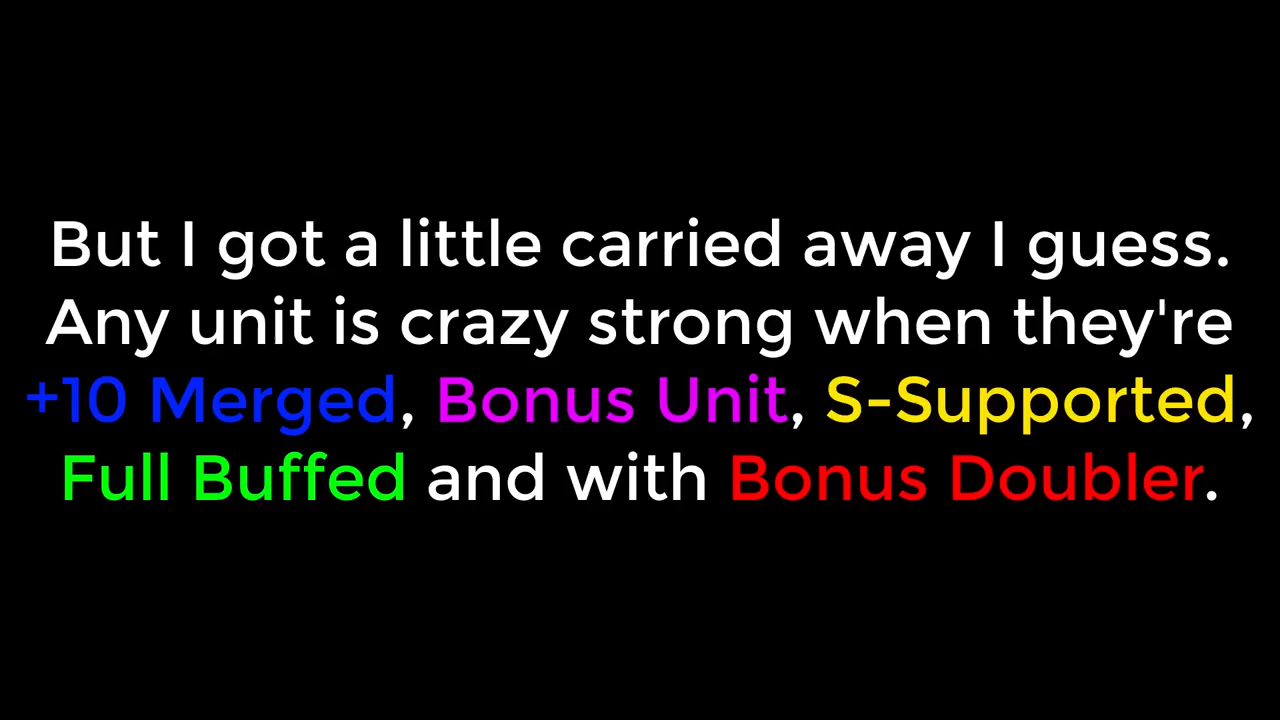 But I got a little carried away I guess.
Any unit is crazy strong when they're
+10 Merged, Bonus Unit, S-Supported,
Full Buffed and with Bonus Doubler.